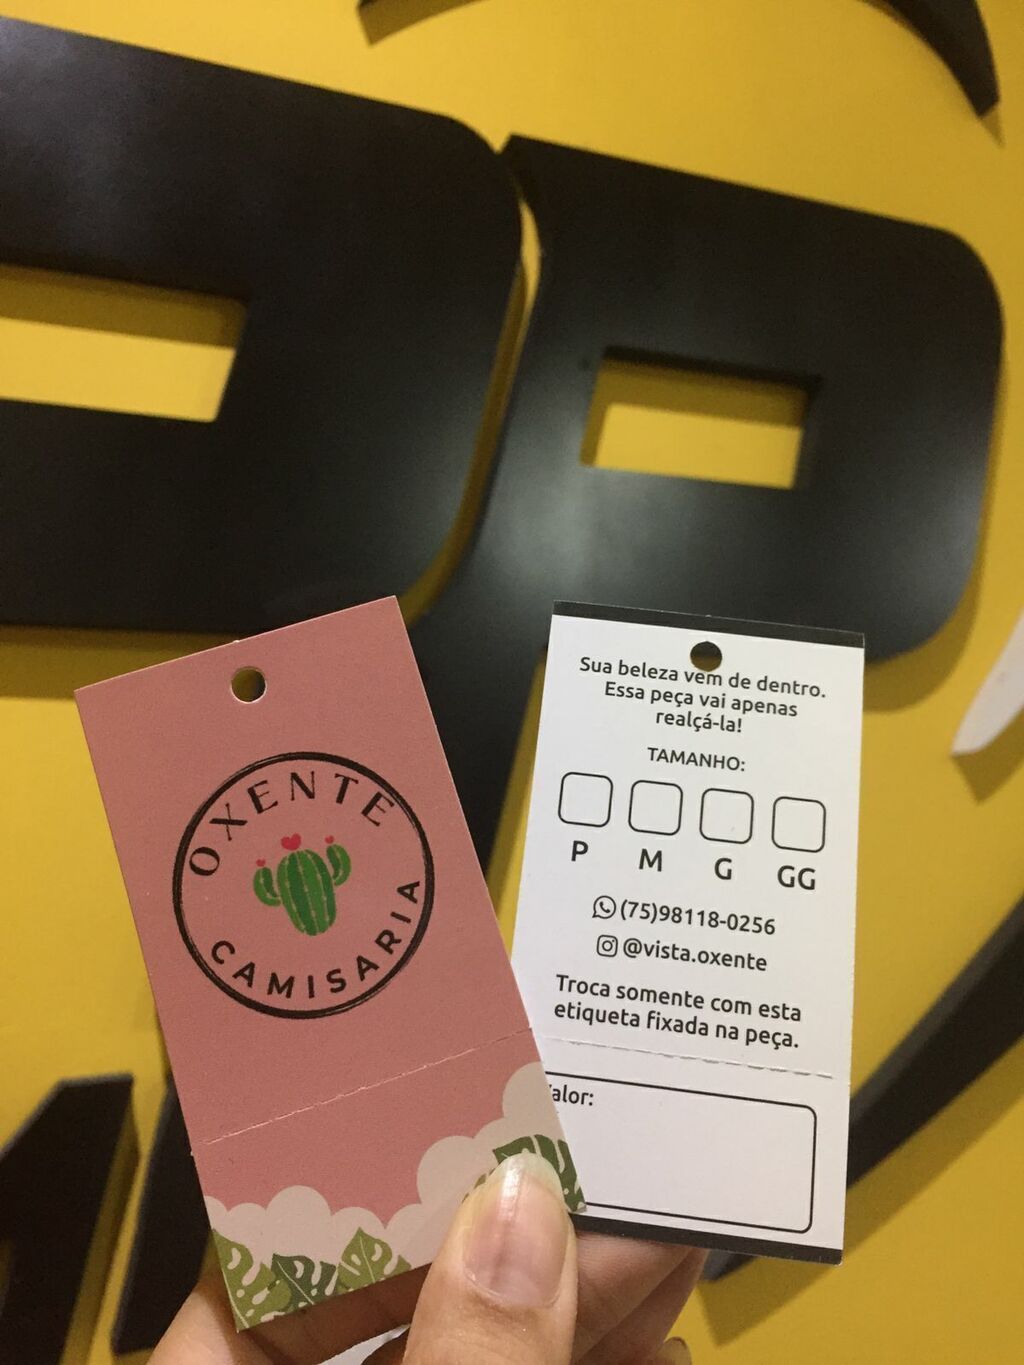 OXENTE
CAMISARIA
Sua beleza vem de dentro.
Essa peça vai apenas
realçá-la!
TAMANHO:
P M G GG
(75)98118-0256
@vista.oxente
Troca somente com esta
etiqueta fixada na peça.
alor: